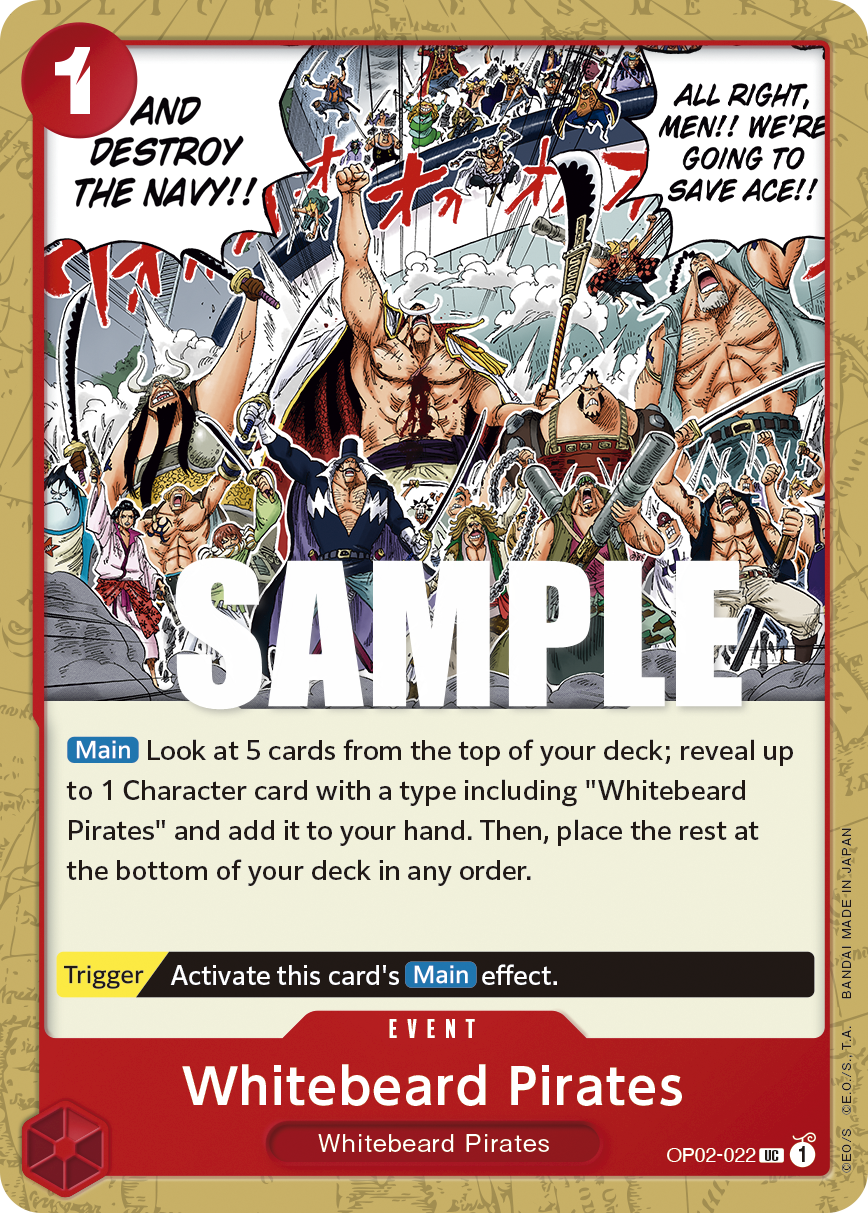 1
AND
DESTROY
THE NAVY!!
ALL RIGHT,
MEN!! WE'RE
GOING TO
SAVE ACE!!
SAMPLE
Main Look at 5 cards from the top of your deck; reveal up
to 1 Character card with a type including "Whitebeard
Pirates" and add it to your hand. Then, place the rest at
the bottom of your deck in any order.
Trigger Activate this card's Main effect.
EVENT
Whitebeard Pirates
Whitebeard Pirates
OP02-022 UC 1
©EO/S ©E.O./S., T.A. BANDAI MADE IN JAPAN